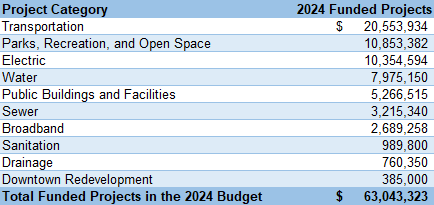 Project Category 2024 Funded Projects
Transportation $ 20,553,934
Parks, Recreation, and Open Space 10,853,382
Electric 10,354,594
Water 7,975,150
Public Buildings and Facilities 5,266,515
Sewer 3,215,340
Broadband 2,689,258
Sanitation 989,800
Drainage 760,350
Downtown Redevelopment 385,000
Total Funded Projects in the 2024 Budget $ 63,043,323